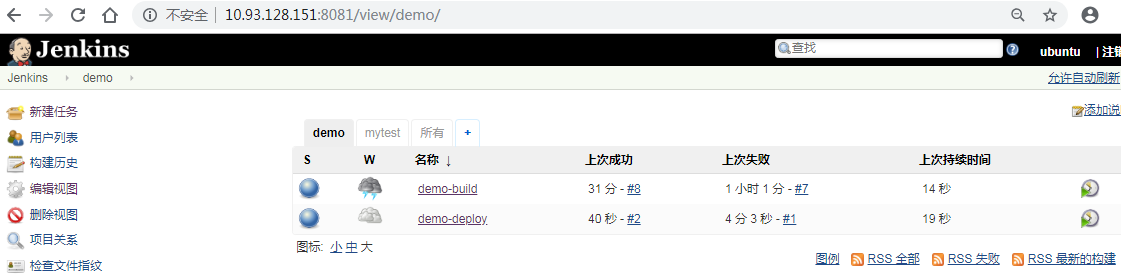 不安全 | 10.93.128.151:8081/view/demo/
Jenkins 查找 ubuntu | 注销
Jenkins demo 允许自动刷新
新建任务 添加说
用户列表 demo mytest 所有 +
S W 名称 ↓ 上次成功 上次失败 上次持续时间
构建历史
编辑视图 demo-build 31 分 - #8 1 小时 1 分 - #7 14 秒
删除视图 demo-deploy 40 秒 - #2 4 分 3 秒 - #1 19 秒
项目关系 图标: 小 中 大
检查文件指纹 图例 RSS 全部 RSS 失败 RSS 最新的构建